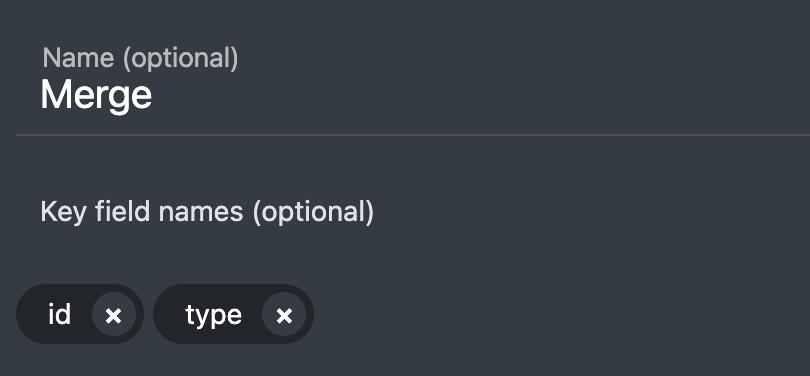 Name (optional)
Merge
Key field names (optional)
id × type ×